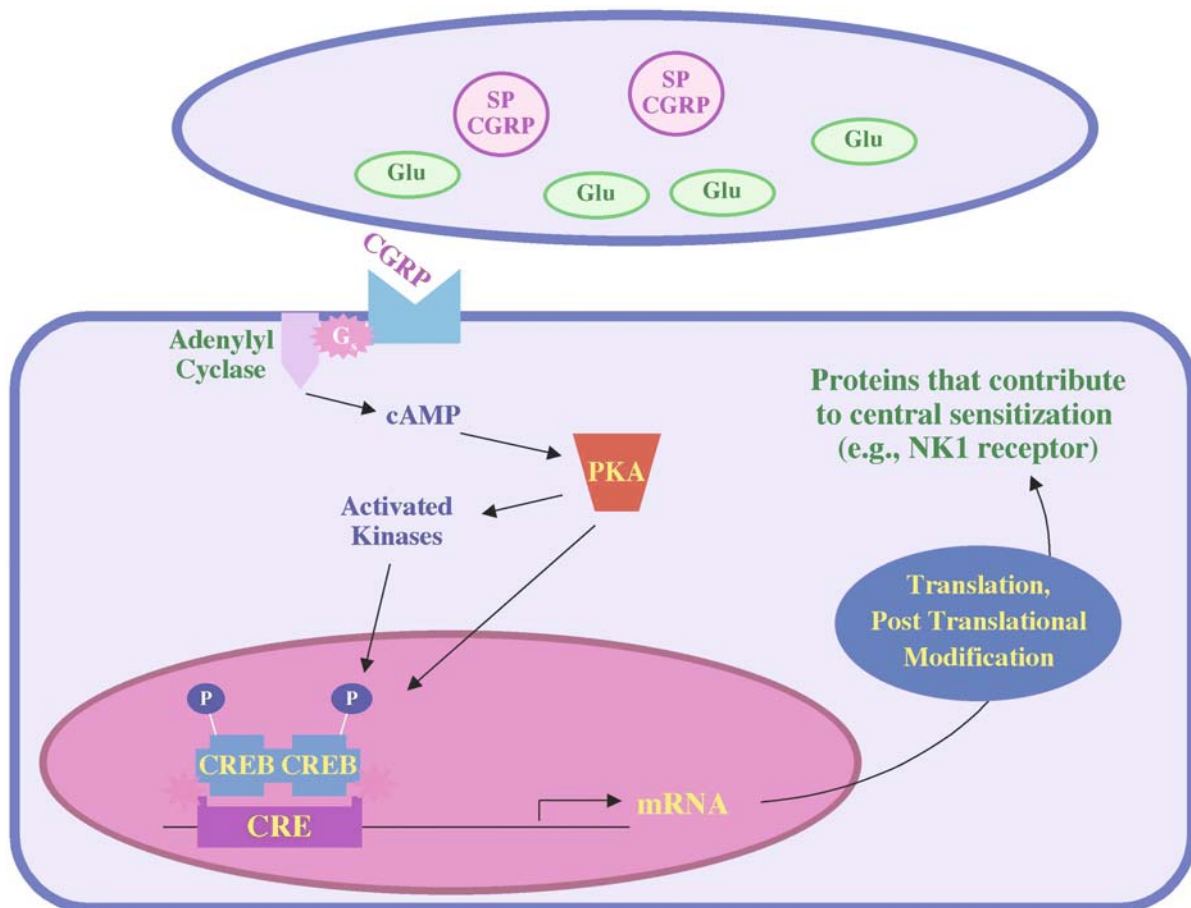 SP
CGRP
SP
CGRP
Glu
Glu
Glu
Glu
CGRP
Adenylyl
Cyclase
Gs
cAMP
PKA
Activated
Kinases
Proteins that contribute
to central sensitization
(e.g., NK1 receptor)
Translation,
Post Translational
Modification
P
P
CREB CREB
CRE
mRNA